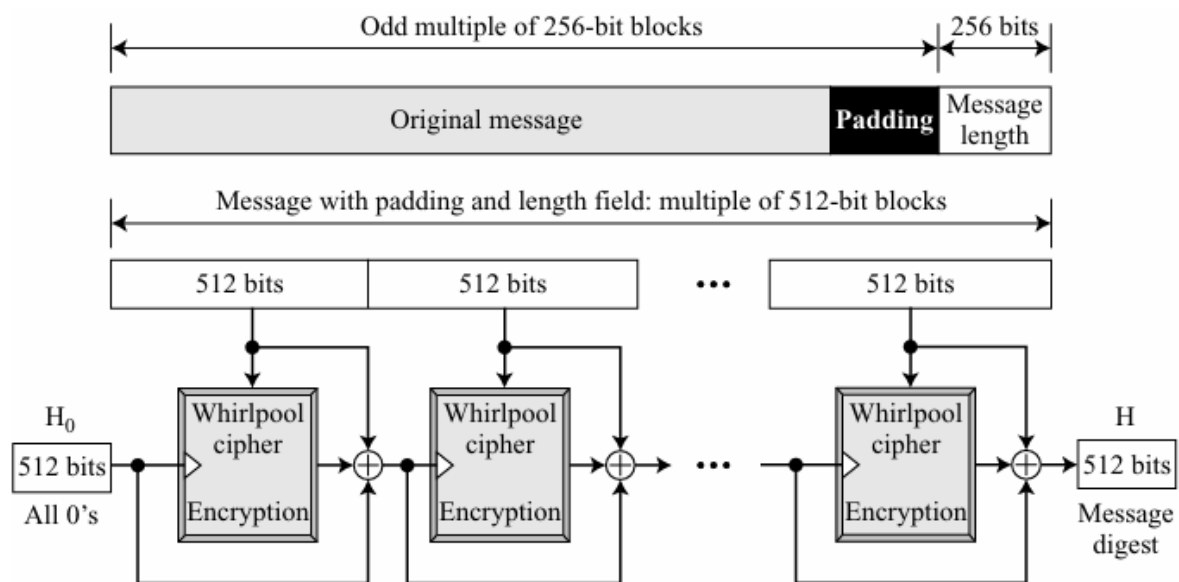 Odd multiple of 256-bit blocks
256 bits
Original message
Padding
Message
length
Message with padding and length field: multiple of 512-bit blocks
512 bits
512 bits
•••
512 bits
H₀
512 bits
All 0’s
Whirlpool
cipher
Encryption
Whirlpool
cipher
Encryption
•••
Whirlpool
cipher
Encryption
H
512 bits
Message
digest